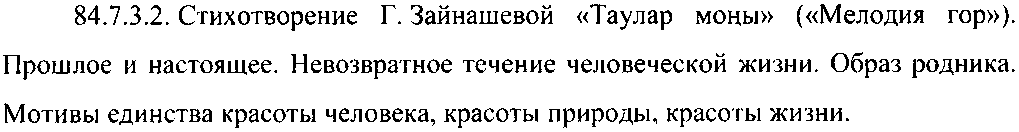 84.7.3.2. Стихотворение Г. Зайнашевой «Таулар моңы» («Мелодия гор»).
Прошлое и настоящее. Невозвратное течение человеческой жизни. Образ родника.
Мотивы единства красоты человека, красоты природы, красоты жизни.